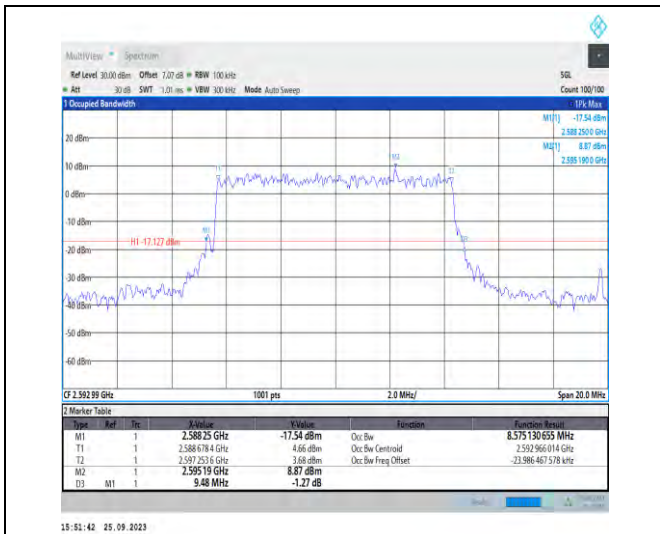 MultiView Spectrum
Ref Level 30.00 dBm Offset 7.07 dB RBW 100 kHz SGL
Att 30 dB SWT 1.01 ms VBW 300 kHz Mode Auto Sweep Count 100/100
1 Occupied Bandwidth 1Pk Max
M1[1] -17.54 dBm
2.588 250 0 GHz
M2[1] 8.87 dBm
2.595 190 0 GHz
20 dBm
10 dBm
0 dBm
-10 dBm
H1 -17.127 dBm
-20 dBm
-30 dBm
-40 dBm
-50 dBm
-60 dBm
M1
T1
M2
T2
CF 2.592 99 GHz 1001 pts 2.0 MHz/ Span 20.0 MHz
2 Marker Table
Type Ref Trc X-Value Y-Value Function Function Result
M1 1 2.588 25 GHz -17.54 dBm Occ Bw 8.575 130 655 MHz
T1 1 2.588 678 4 GHz 4.66 dBm Occ Bw Centroid 2.592 966 014 GHz
T2 1 2.597 253 6 GHz 3.68 dBm Occ Bw Freq Offset -23.986 467 578 kHz
M2 1 2.595 19 GHz 8.87 dBm
D3 M1 1 9.48 MHz -1.27 dB
15:51:42 25.09.2023